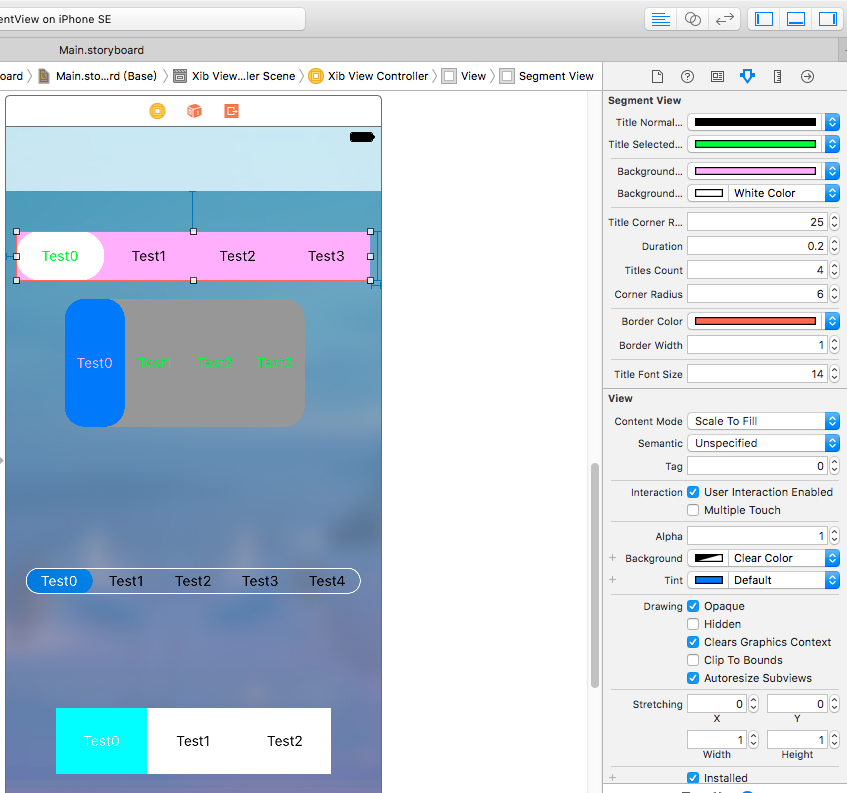 entView on iPhone SE
Main.storyboard
oard Main.sto...rd (Base) Xib View...ler Scene Xib View Controller View Segment View
Test0 Test1 Test2 Test3
Test0 Test1 Test2 Test3
Test0 Test1 Test2 Test3 Test4
Test0 Test1 Test2
Segment View
Title Normal...
Title Selected...
Background...
Background... White Color
Title Corner R... 25
Duration 0.2
Titles Count 4
Corner Radius 6
Border Color
Border Width 1
Title Font Size 14
View
Content Mode Scale To Fill
Semantic Unspecified
Tag 0
Interaction User Interaction Enabled
Multiple Touch
Alpha 1
+ Background Clear Color
+ Tint Default
Drawing Opaque
Hidden
Clears Graphics Context
Clip To Bounds
Autoresize Subviews
Stretching 0 0
X Y
1 1
Width Height
+ Installed